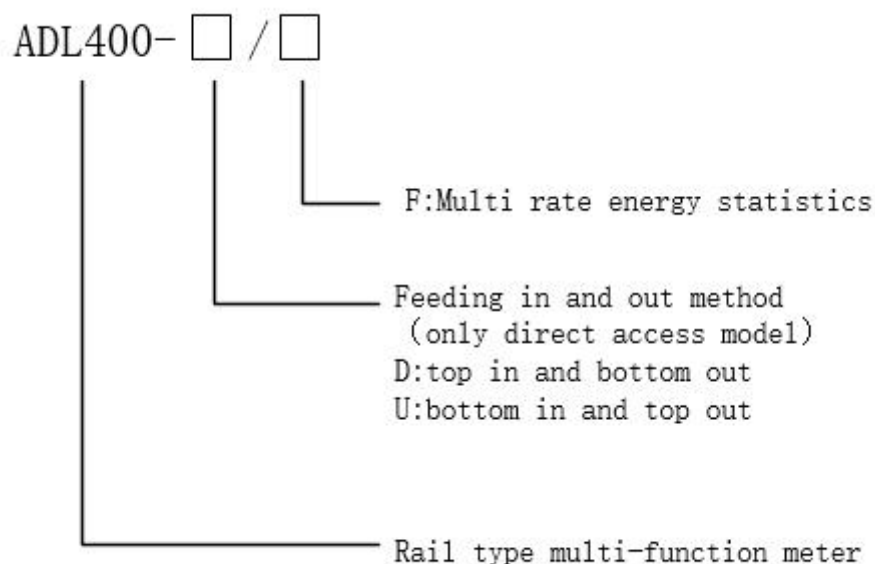 ADL400-□/□
F:Multi rate energy statistics
Feeding in and out method
(only direct access model)
D:top in and bottom out
U:bottom in and top out
Rail type multi-function meter